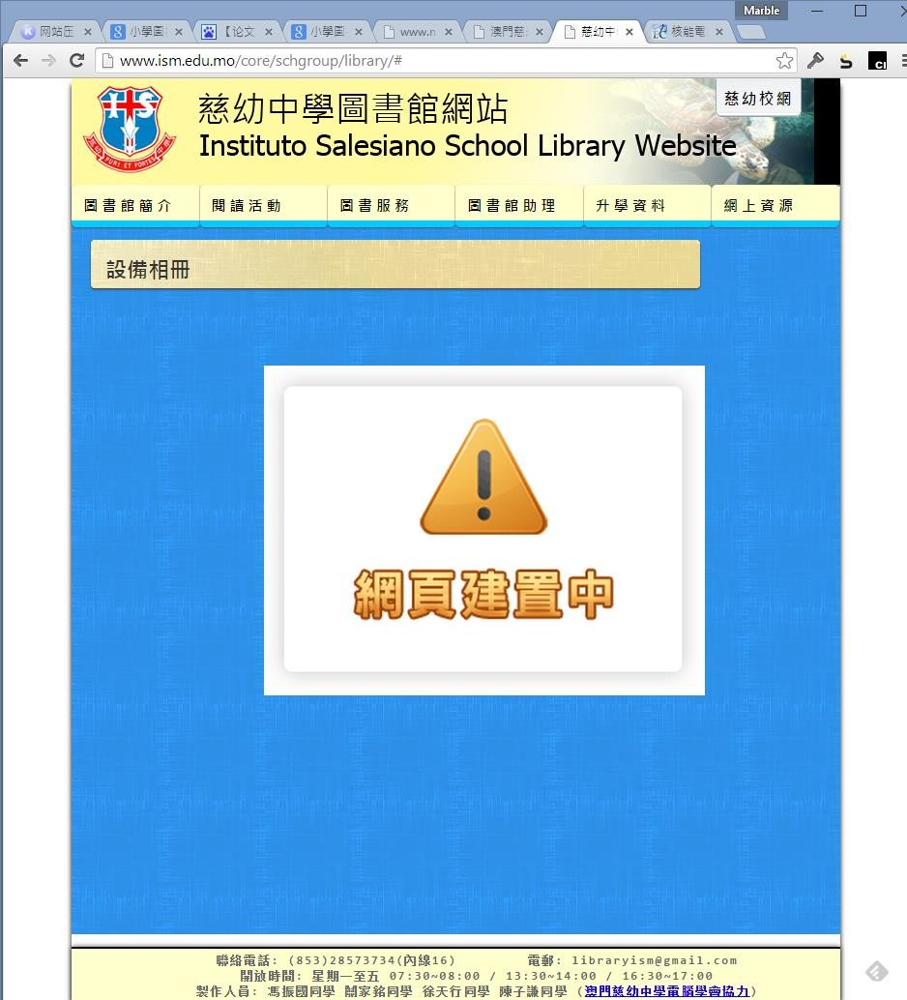 Marble
网站压
小學圖
【论文
小學圖
www.n
澳門慈
慈幼中
核能電
www.ism.edu.mo/core/schgroup/library/#
慈幼中學圖書館網站
慈幼校網
Instituto Salesiano School Library Website
圖書館簡介 閱讀活動 圖書服務 圖書館助理 升學資料 網上資源
設備相冊
網頁建置中
聯絡電話: (853)28573734(內線16) 電郵: libraryism@gmail.com
開放時間: 星期一至五 07:30~08:00 / 13:30~14:00 / 16:30~17:00
製作人員: 馮振國同學 關家銘同學 徐天行同學 陳子謙同學 (澳門慈幼中學電腦學會協力)